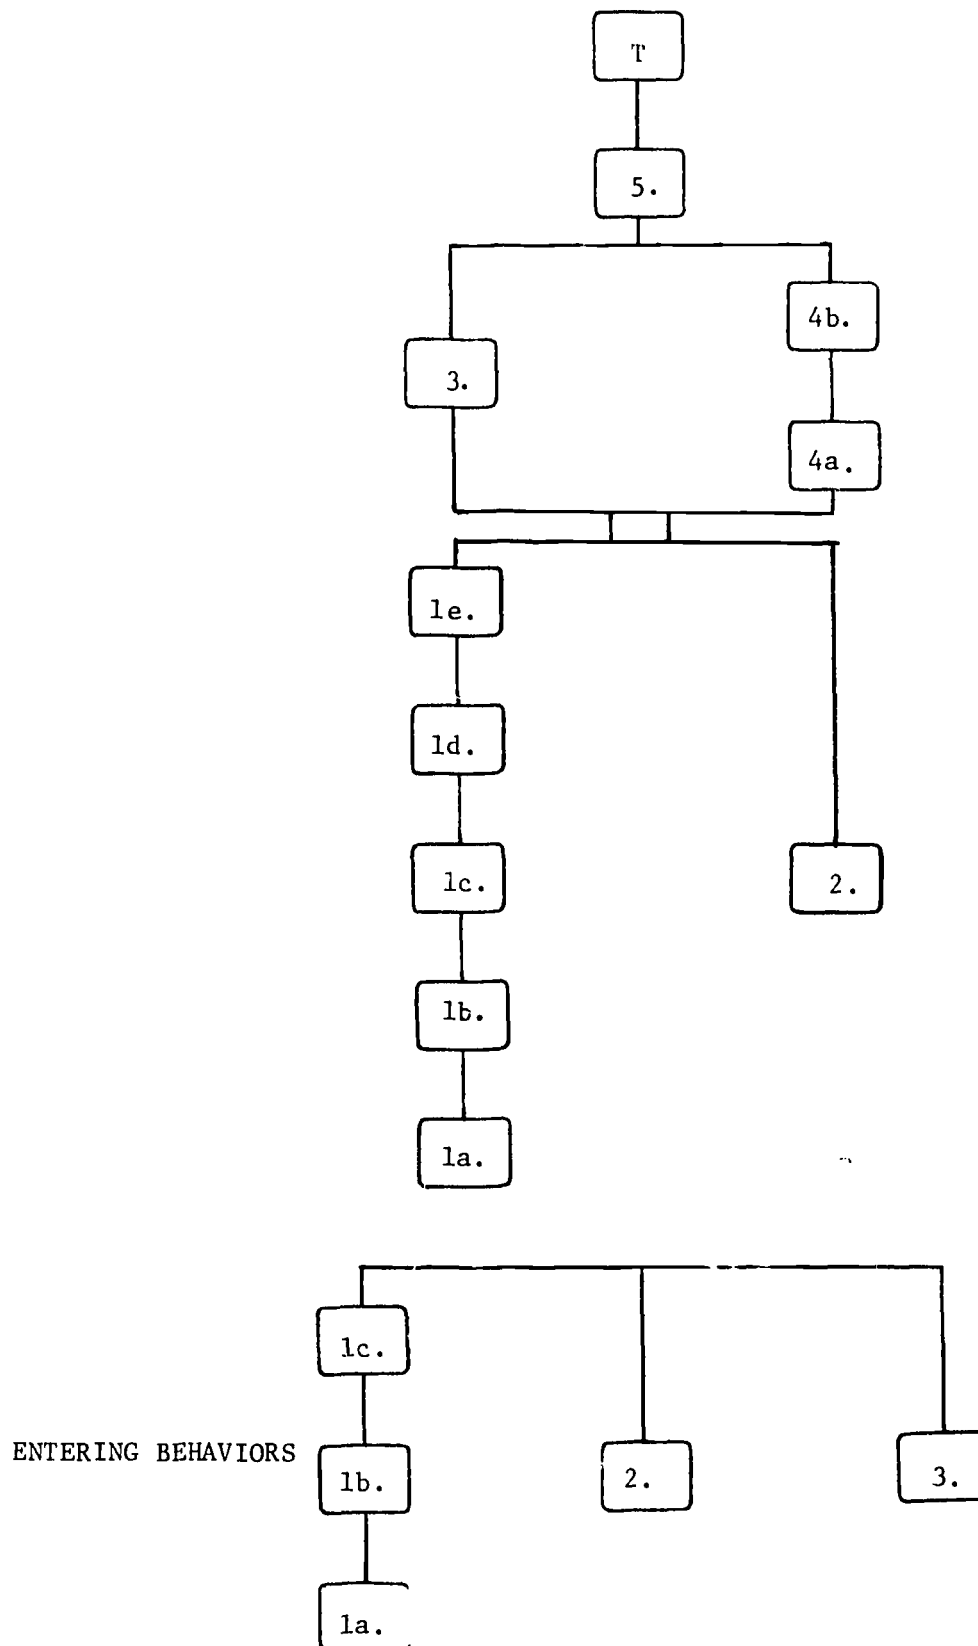 T
5.
4b.
3.
4a.
1e.
1d.
1c.
2.
1b.
1a.
1c.
ENTERING BEHAVIORS
1b.
2.
3.
1a.